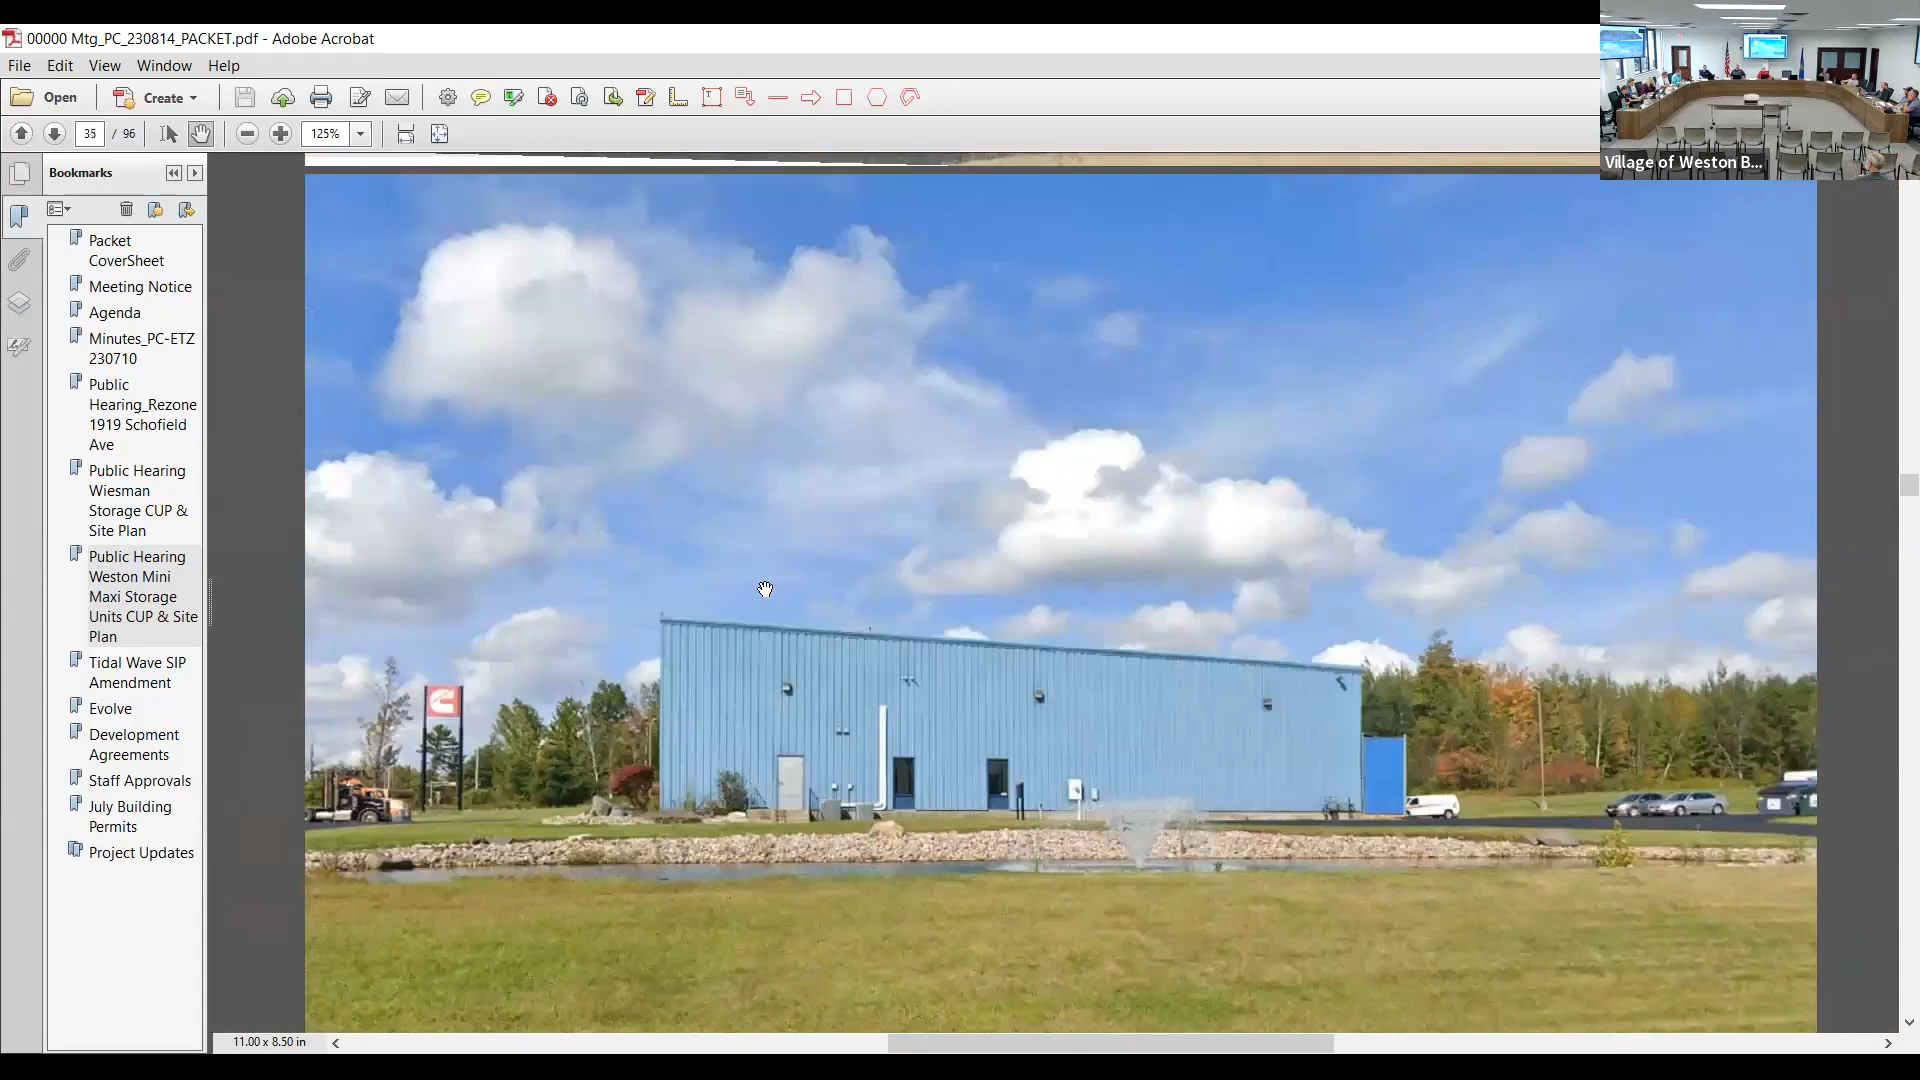 00000 Mtg_PC_230814_PACKET.pdf - Adobe Acrobat
File Edit View Window Help
Open Create
35 / 96 125%
Bookmarks
Packet
CoverSheet
Meeting Notice
Agenda
Minutes_PC-ETZ
230710
Public
Hearing_Rezone
1919 Schofield
Ave
Public Hearing
Wiesman
Storage CUP &
Site Plan
Public Hearing
Weston Mini
Maxi Storage
Units CUP & Site
Plan
Tidal Wave SIP
Amendment
Evolve
Development
Agreements
Staff Approvals
July Building
Permits
Project Updates
11.00 x 8.50 in
Village of Weston B...